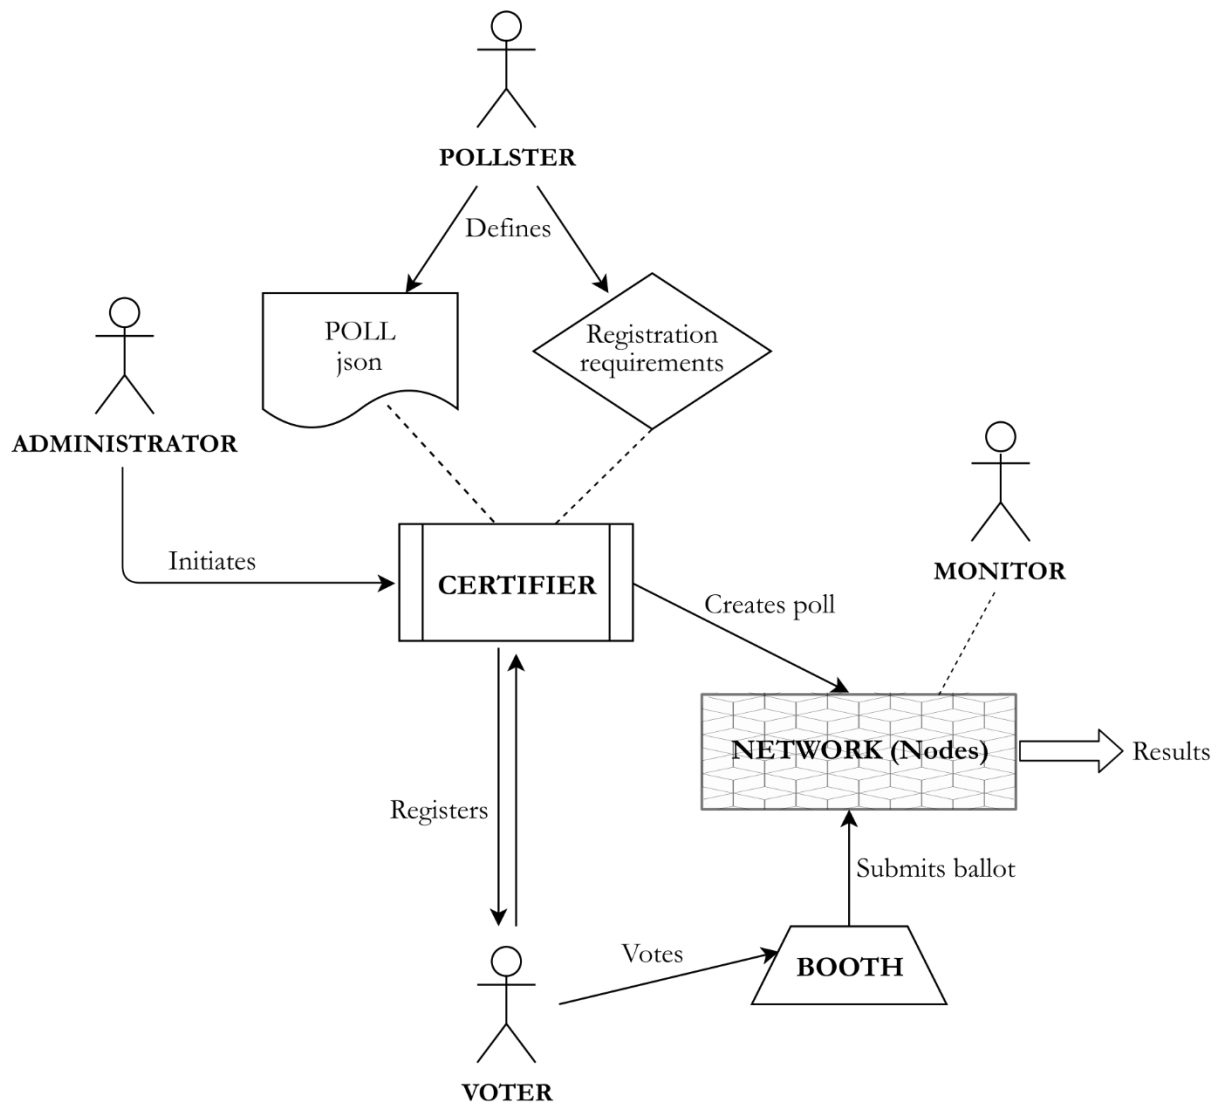 POLLSTER
Defines
POLL
json
Registration
requirements
ADMINISTRATOR
Initiates
CERTIFIER
MONITOR
Creates poll
NETWORK (Nodes)
Results
Registers
Submits ballot
Votes
BOOTH
VOTER